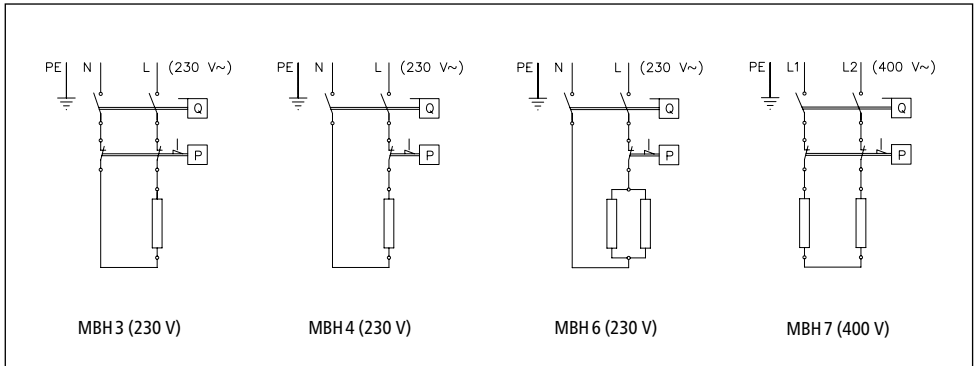 PE N L (230 V~)
Q
P
MBH 3 (230 V)
PE N L (230 V~)
Q
P
MBH 4 (230 V)
PE N L (230 V~)
Q
P
MBH 6 (230 V)
PE L1 L2 (400 V~)
Q
P
MBH 7 (400 V)